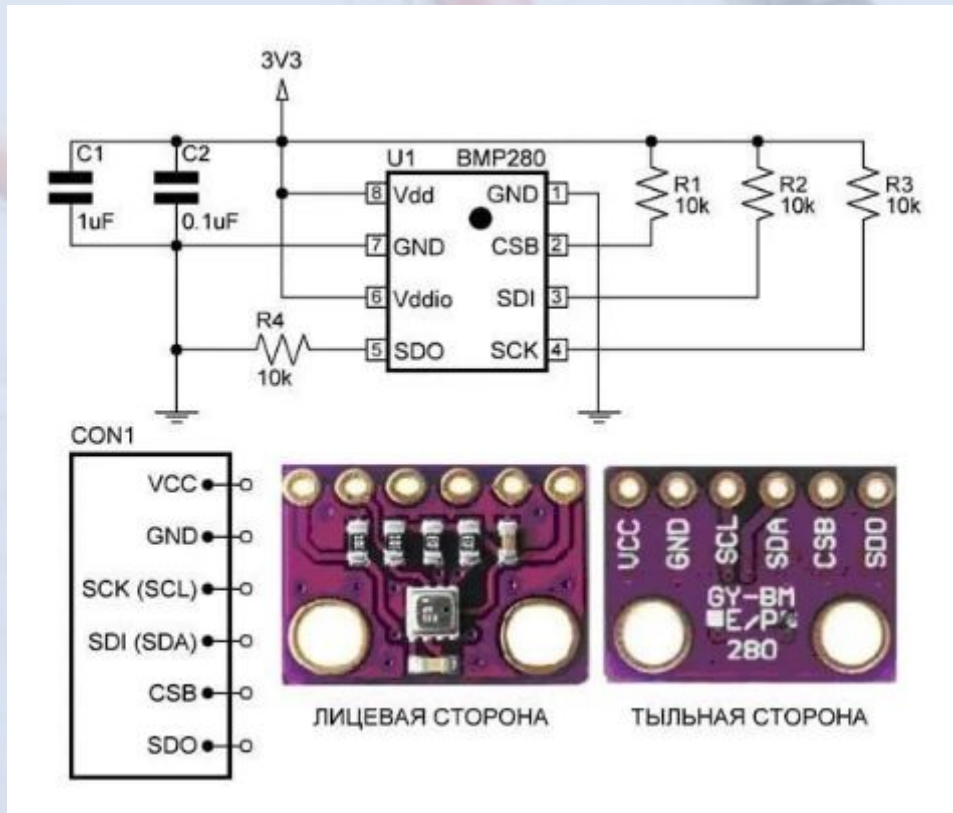 3V3
C1
C2
1uF
0.1uF
U1 BMP280
8 Vdd GND 1
7 GND CSB 2
6 Vddio SDI 3
5 SDO SCK 4
R1
10k
R2
10k
R3
10k
R4
10k
CON1
VCC
GND
SCK (SCL)
SDI (SDA)
CSB
SDO
VCC
GND
SCL
SDA
CSB
SDO
GY-BM
E/P
280
ЛИЦЕВАЯ СТОРОНА
ТЫЛЬНАЯ СТОРОНА